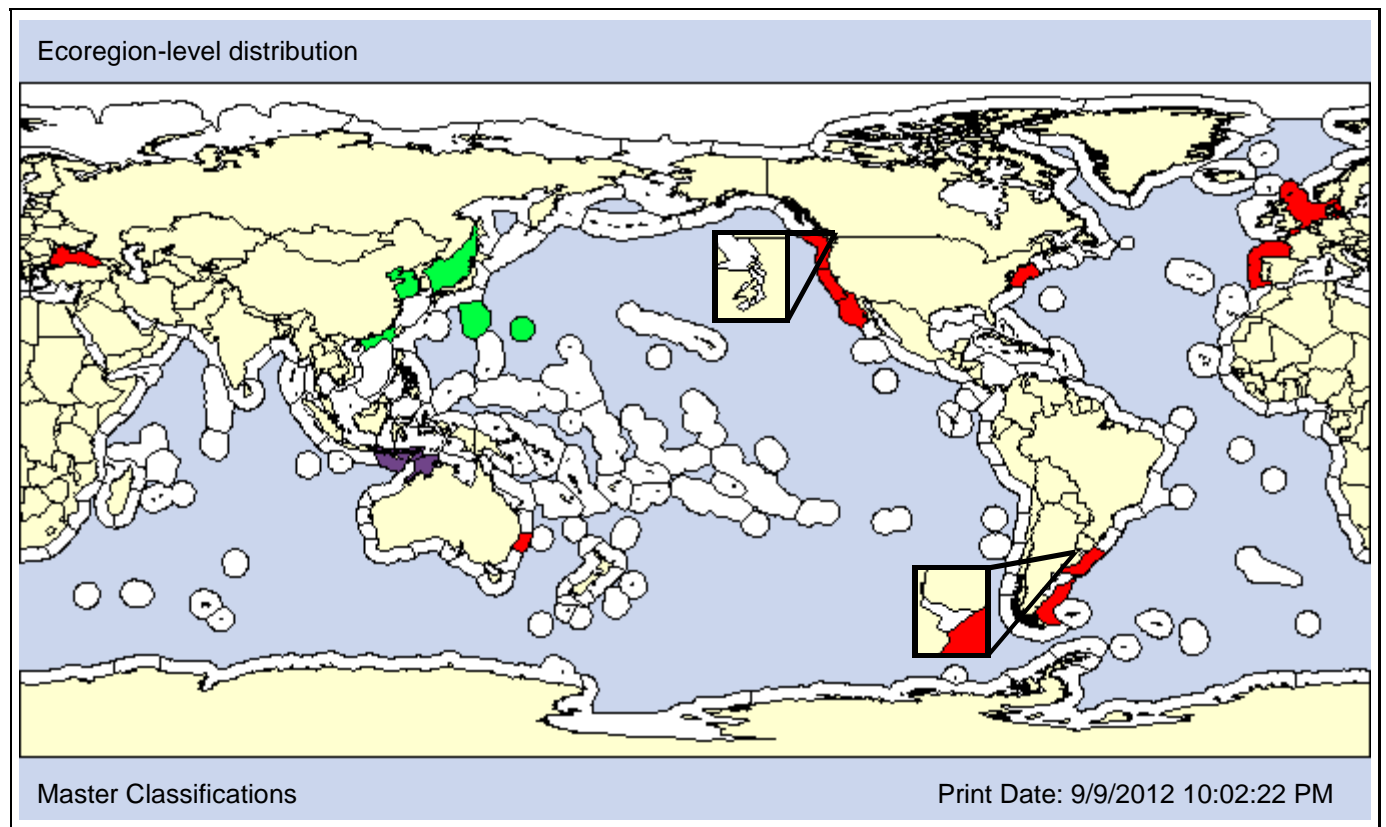 Ecoregion-level distribution
Master Classifications
Print Date: 9/9/2012 10:02:22 PM